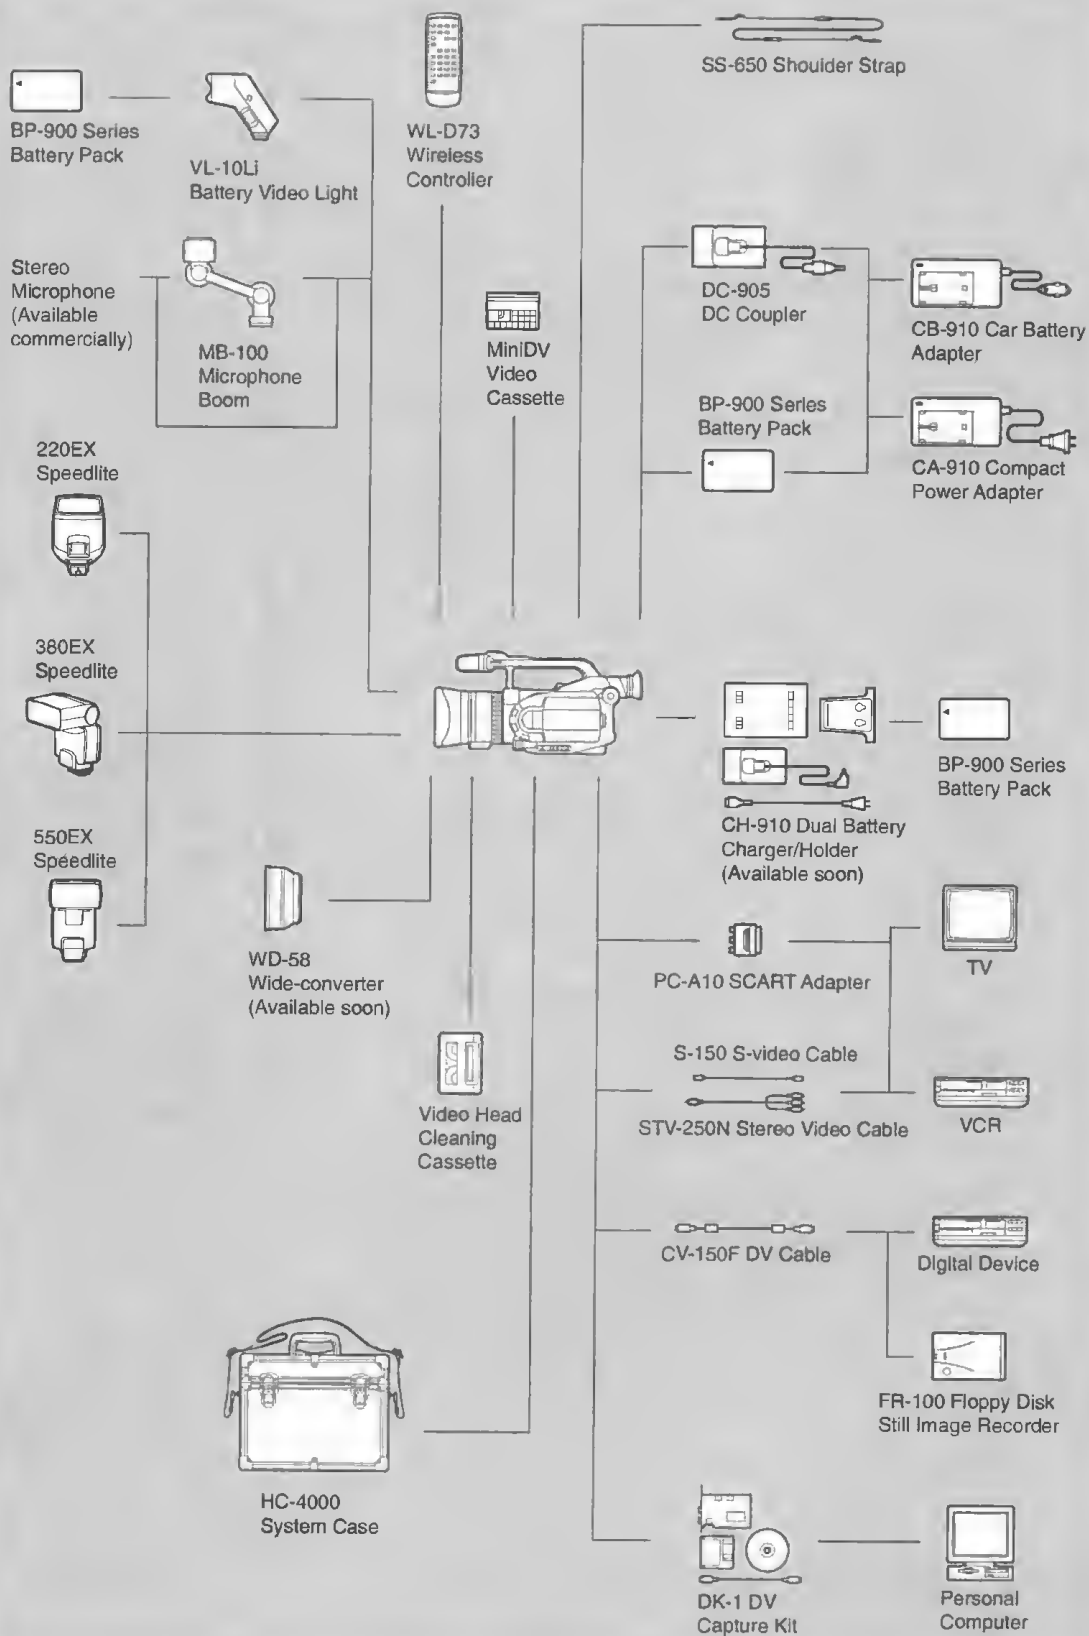 SS-650 Shoulder Strap
BP-900 Series
Battery Pack
VL-10Li
Battery Video Light
WL-D73
Wireless
Controller
Stereo
Microphone
(Available
commercially)
MB-100
Microphone
Boom
MiniDV
Video
Cassette
DC-905
DC Coupler
CB-910 Car Battery
Adapter
BP-900 Series
Battery Pack
CA-910 Compact
Power Adapter
220EX
Speedlite
380EX
Speedlite
550EX
Speedlite
WD-58
Wide-converter
(Available soon)
Video Head
Cleaning
Cassette
HC-4000
System Case
CH-910 Dual Battery
Charger/Holder
(Available soon)
BP-900 Series
Battery Pack
PC-A10 SCART Adapter
TV
S-150 S-video Cable
STV-250N Stereo Video Cable
VCR
CV-150F DV Cable
Digital Device
FR-100 Floppy Disk
Still Image Recorder
DK-1 DV
Capture Kit
Personal
Computer